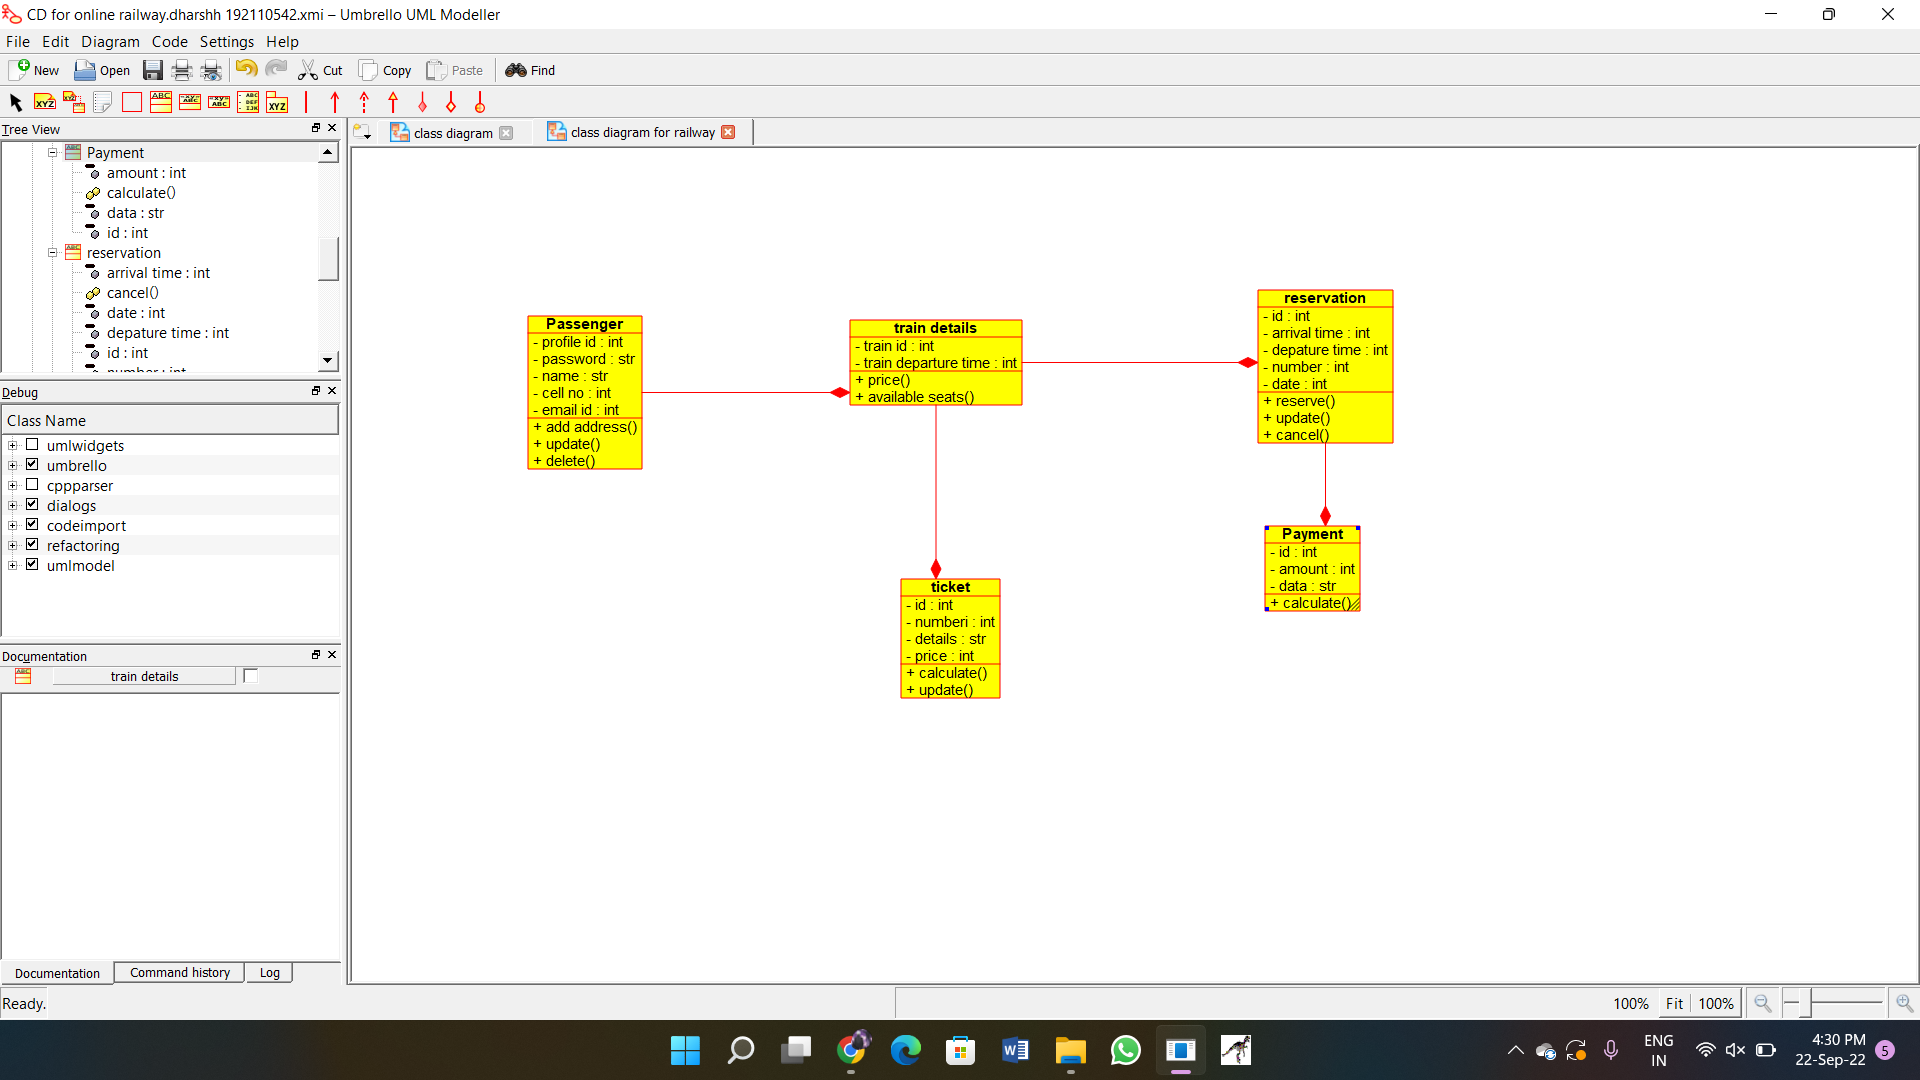 CD for online railway.dharshh 192110542.xmi – Umbrello UML Modeller
File Edit Diagram Code Settings Help
New Open Cut Copy Paste Find
Tree View
class diagram
class diagram for railway
Payment
amount : int
calculate()
data : str
id : int
reservation
arrival time : int
cancel()
date : int
depature time : int
id : int
number : int
Debug
Class Name
umlwidgets
umbrello
cppparser
dialogs
codeimport
refactoring
umlmodel
Documentation
train details
Documentation Command history Log
Passenger
- profile id : int
- password : str
- name : str
- cell no : int
- email id : int
+ add address()
+ update()
+ delete()
train details
- train id : int
- train departure time : int
+ price()
+ available seats()
reservation
- id : int
- arrival time : int
- depature time : int
- number : int
- date : int
+ reserve()
+ update()
+ cancel()
ticket
- id : int
- numberi : int
- details : str
- price : int
+ calculate()
+ update()
Payment
- id : int
- amount : int
- data : str
+ calculate()
Ready.
100% Fit 100%
ENG
IN
4:30 PM
22-Sep-22
5